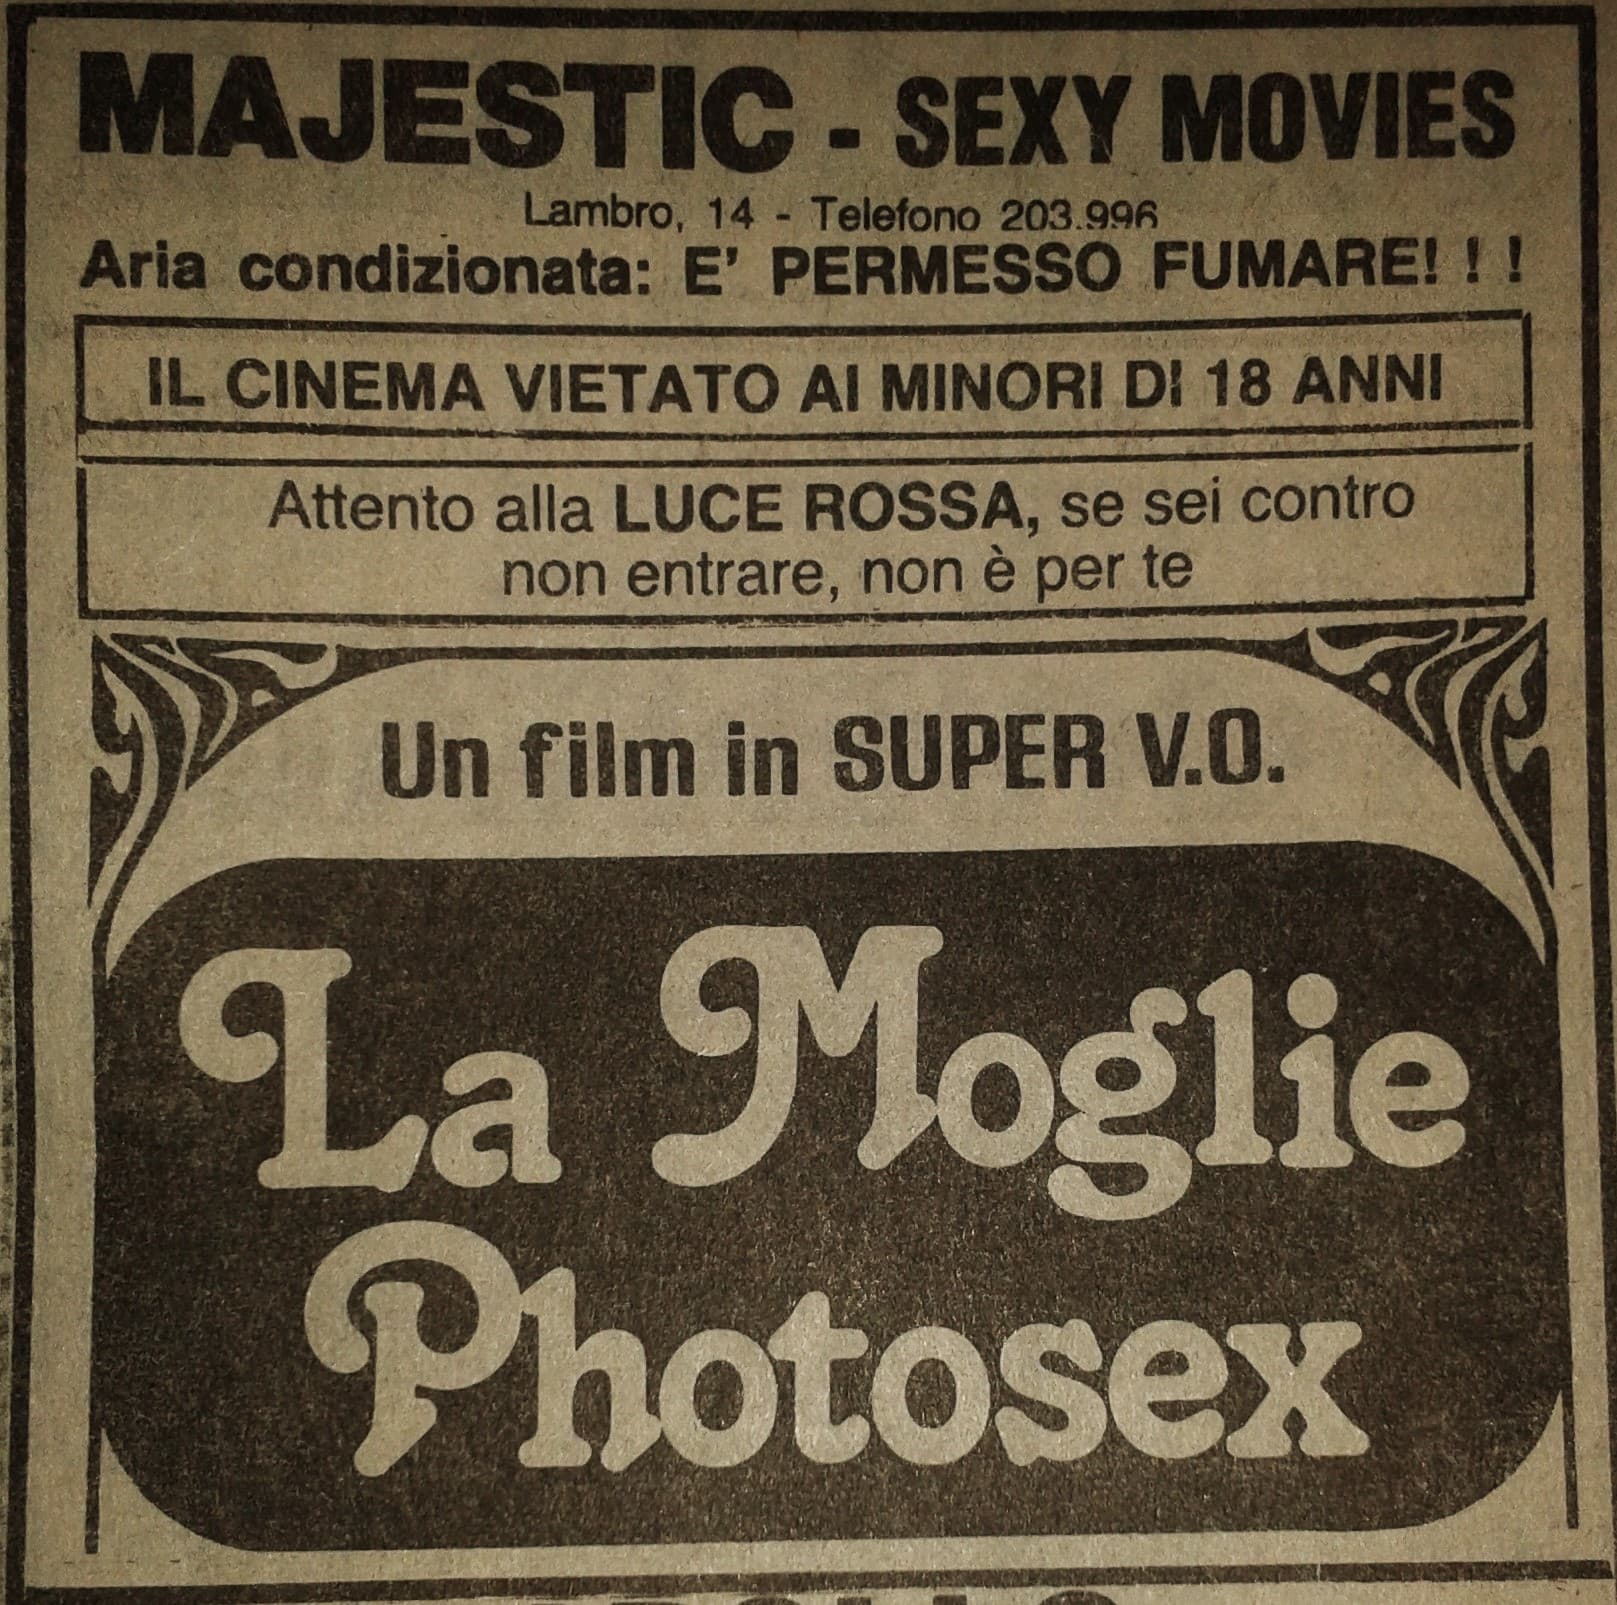 MAJESTIC - SEXY MOVIES
Lambro, 14 - Telefono 203.996
Aria condizionata: E' PERMESSO FUMARE! ! !
IL CINEMA VIETATO AI MINORI DI 18 ANNI
Attento alla LUCE ROSSA, se sei contro
non entrare, non è per te
Un film in SUPER V.O.
La Moglie
Photosex